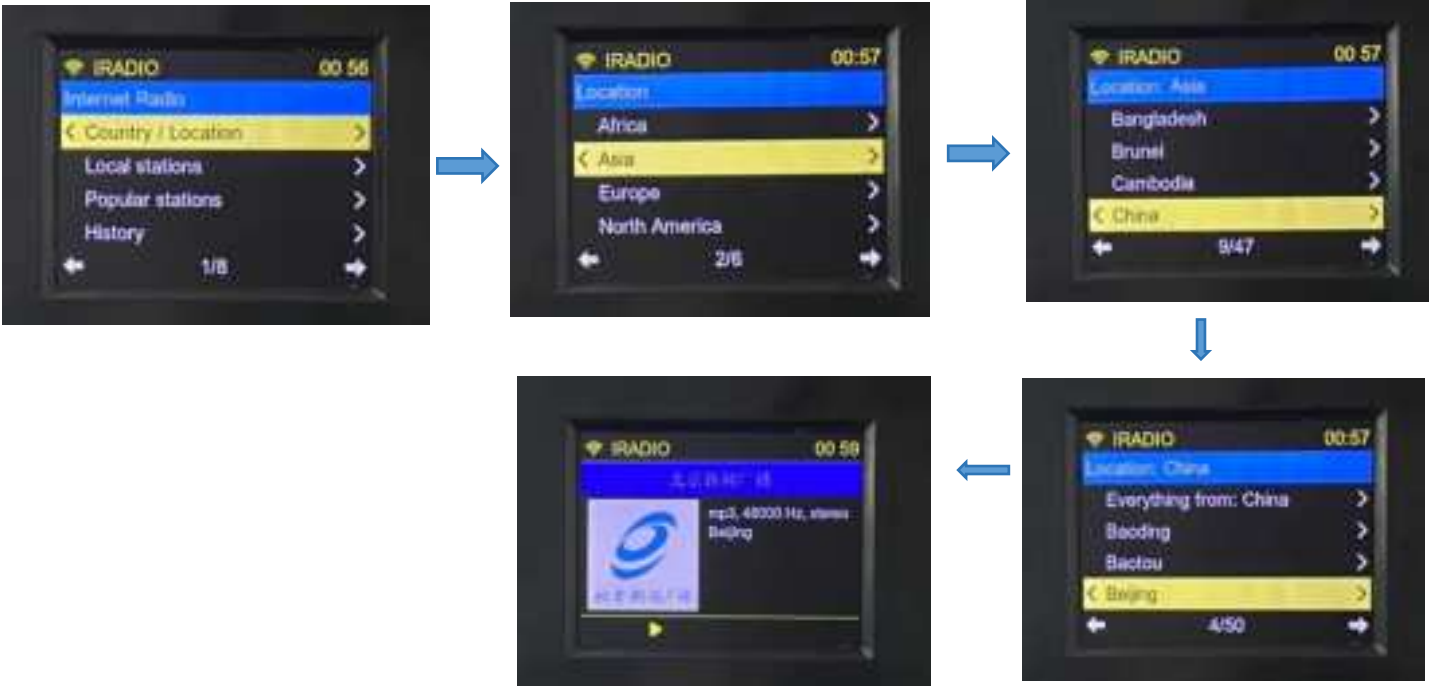 IRADIO 00:56
Internet Radio
< Country / Location >
Local stations >
Popular stations >
History >
1/8
IRADIO 00:57
Location
Africa >
< Asia >
Europe >
North America >
2/6
IRADIO 00:57
Location: Asia
Bangladesh >
Brunei >
Cambodia >
< China >
9/47
IRADIO 00:57
Location: China
Everything from: China >
Baoding >
Baotou >
< Beijing >
4/50
IRADIO 00:59
mp3, 48000 Hz, stereo
Beijing